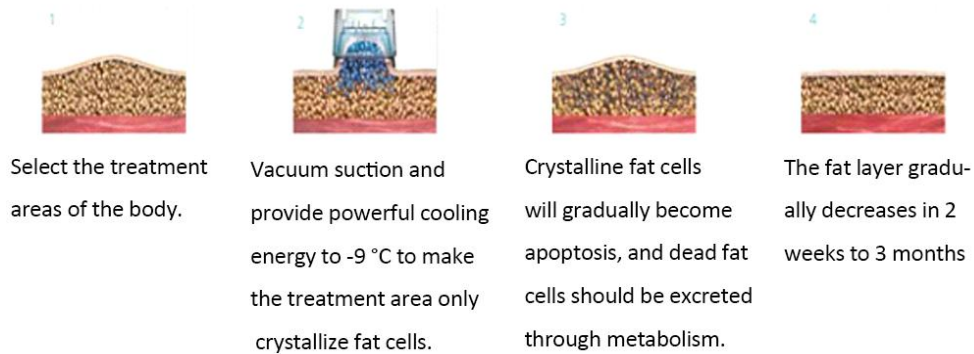 1
Select the treatment
areas of the body.
2
Vacuum suction and
provide powerful cooling
energy to -9 °C to make
the treatment area only
crystallize fat cells.
3
Crystalline fat cells
will gradually become
apoptosis, and dead fat
cells should be excreted
through metabolism.
4
The fat layer gradu-
ally decreases in 2
weeks to 3 months